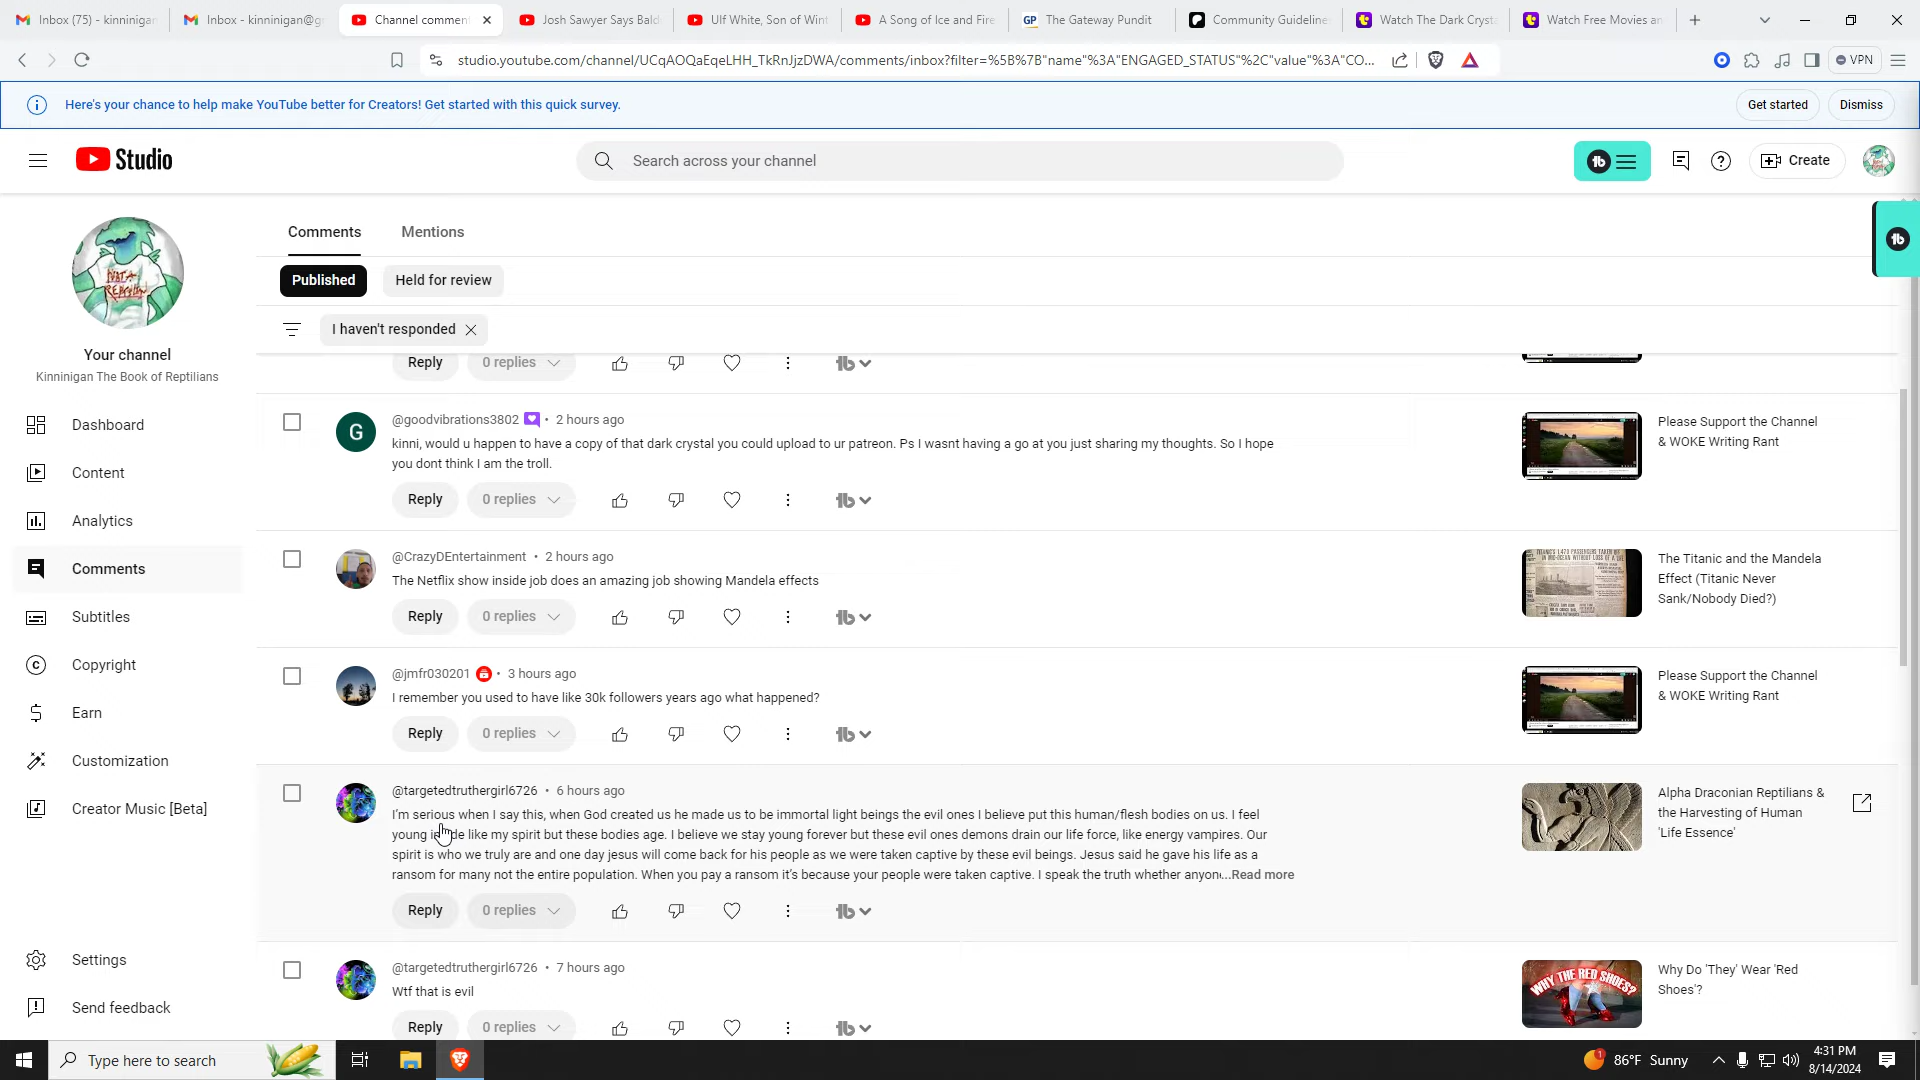 Inbox (75) - kinninigan
Inbox - kinninigan@g
Channel commen
Josh Sawyer Says Bald
Ulf White, Son of Wint
A Song of Ice and Fire
GP The Gateway Pundit
Community Guideline
Watch The Dark Cryst
Watch Free Movies an
studio.youtube.com/channel/UCqAOQaEqeLHH_TkRnJjzDWA/comments/inbox?filter=%5B%7B"name"%3A"ENGAGED_STATUS"%2C"value"%3A"CO...
VPN
Here's your chance to help make YouTube better for Creators! Get started with this quick survey.
Get started
Dismiss
Studio
Search across your channel
Create
Comments
Mentions
Published
Held for review
I haven't responded
Your channel
Kinninigan The Book of Reptilians
Dashboard
Content
Analytics
Comments
Subtitles
Copyright
Earn
Customization
Creator Music [Beta]
Settings
Send feedback
Reply
0 replies
G
@goodvibrations3802 • 2 hours ago
kinni, would u happen to have a copy of that dark crystal you could upload to ur patreon. Ps I wasnt having a go at you just sharing my thoughts. So I hope
you dont think I am the troll.
Reply
0 replies
Please Support the Channel
& WOKE Writing Rant
@CrazyDEntertainment • 2 hours ago
The Netflix show inside job does an amazing job showing Mandela effects
Reply
0 replies
The Titanic and the Mandela
Effect (Titanic Never
Sank/Nobody Died?)
@jmfr030201 • 3 hours ago
I remember you used to have like 30k followers years ago what happened?
Reply
0 replies
Please Support the Channel
& WOKE Writing Rant
@targetedtruthergirl6726 • 6 hours ago
I'm serious when I say this, when God created us he made us to be immortal light beings the evil ones I believe put this human/flesh bodies on us. I feel
young inside like my spirit but these bodies age. I believe we stay young forever but these evil ones demons drain our life force, like energy vampires. Our
spirit is who we truly are and one day jesus will come back for his people as we were taken captive by these evil beings. Jesus said he gave his life as a
ransom for many not the entire population. When you pay a ransom it's because your people were taken captive. I speak the truth whether anyon...Read more
Reply
0 replies
Alpha Draconian Reptilians &
the Harvesting of Human
'Life Essence'
@targetedtruthergirl6726 • 7 hours ago
Wtf that is evil
Reply
0 replies
WHY THE RED SHOES?
Why Do 'They' Wear 'Red
Shoes'?
Type here to search
86°F Sunny
4:31 PM
8/14/2024